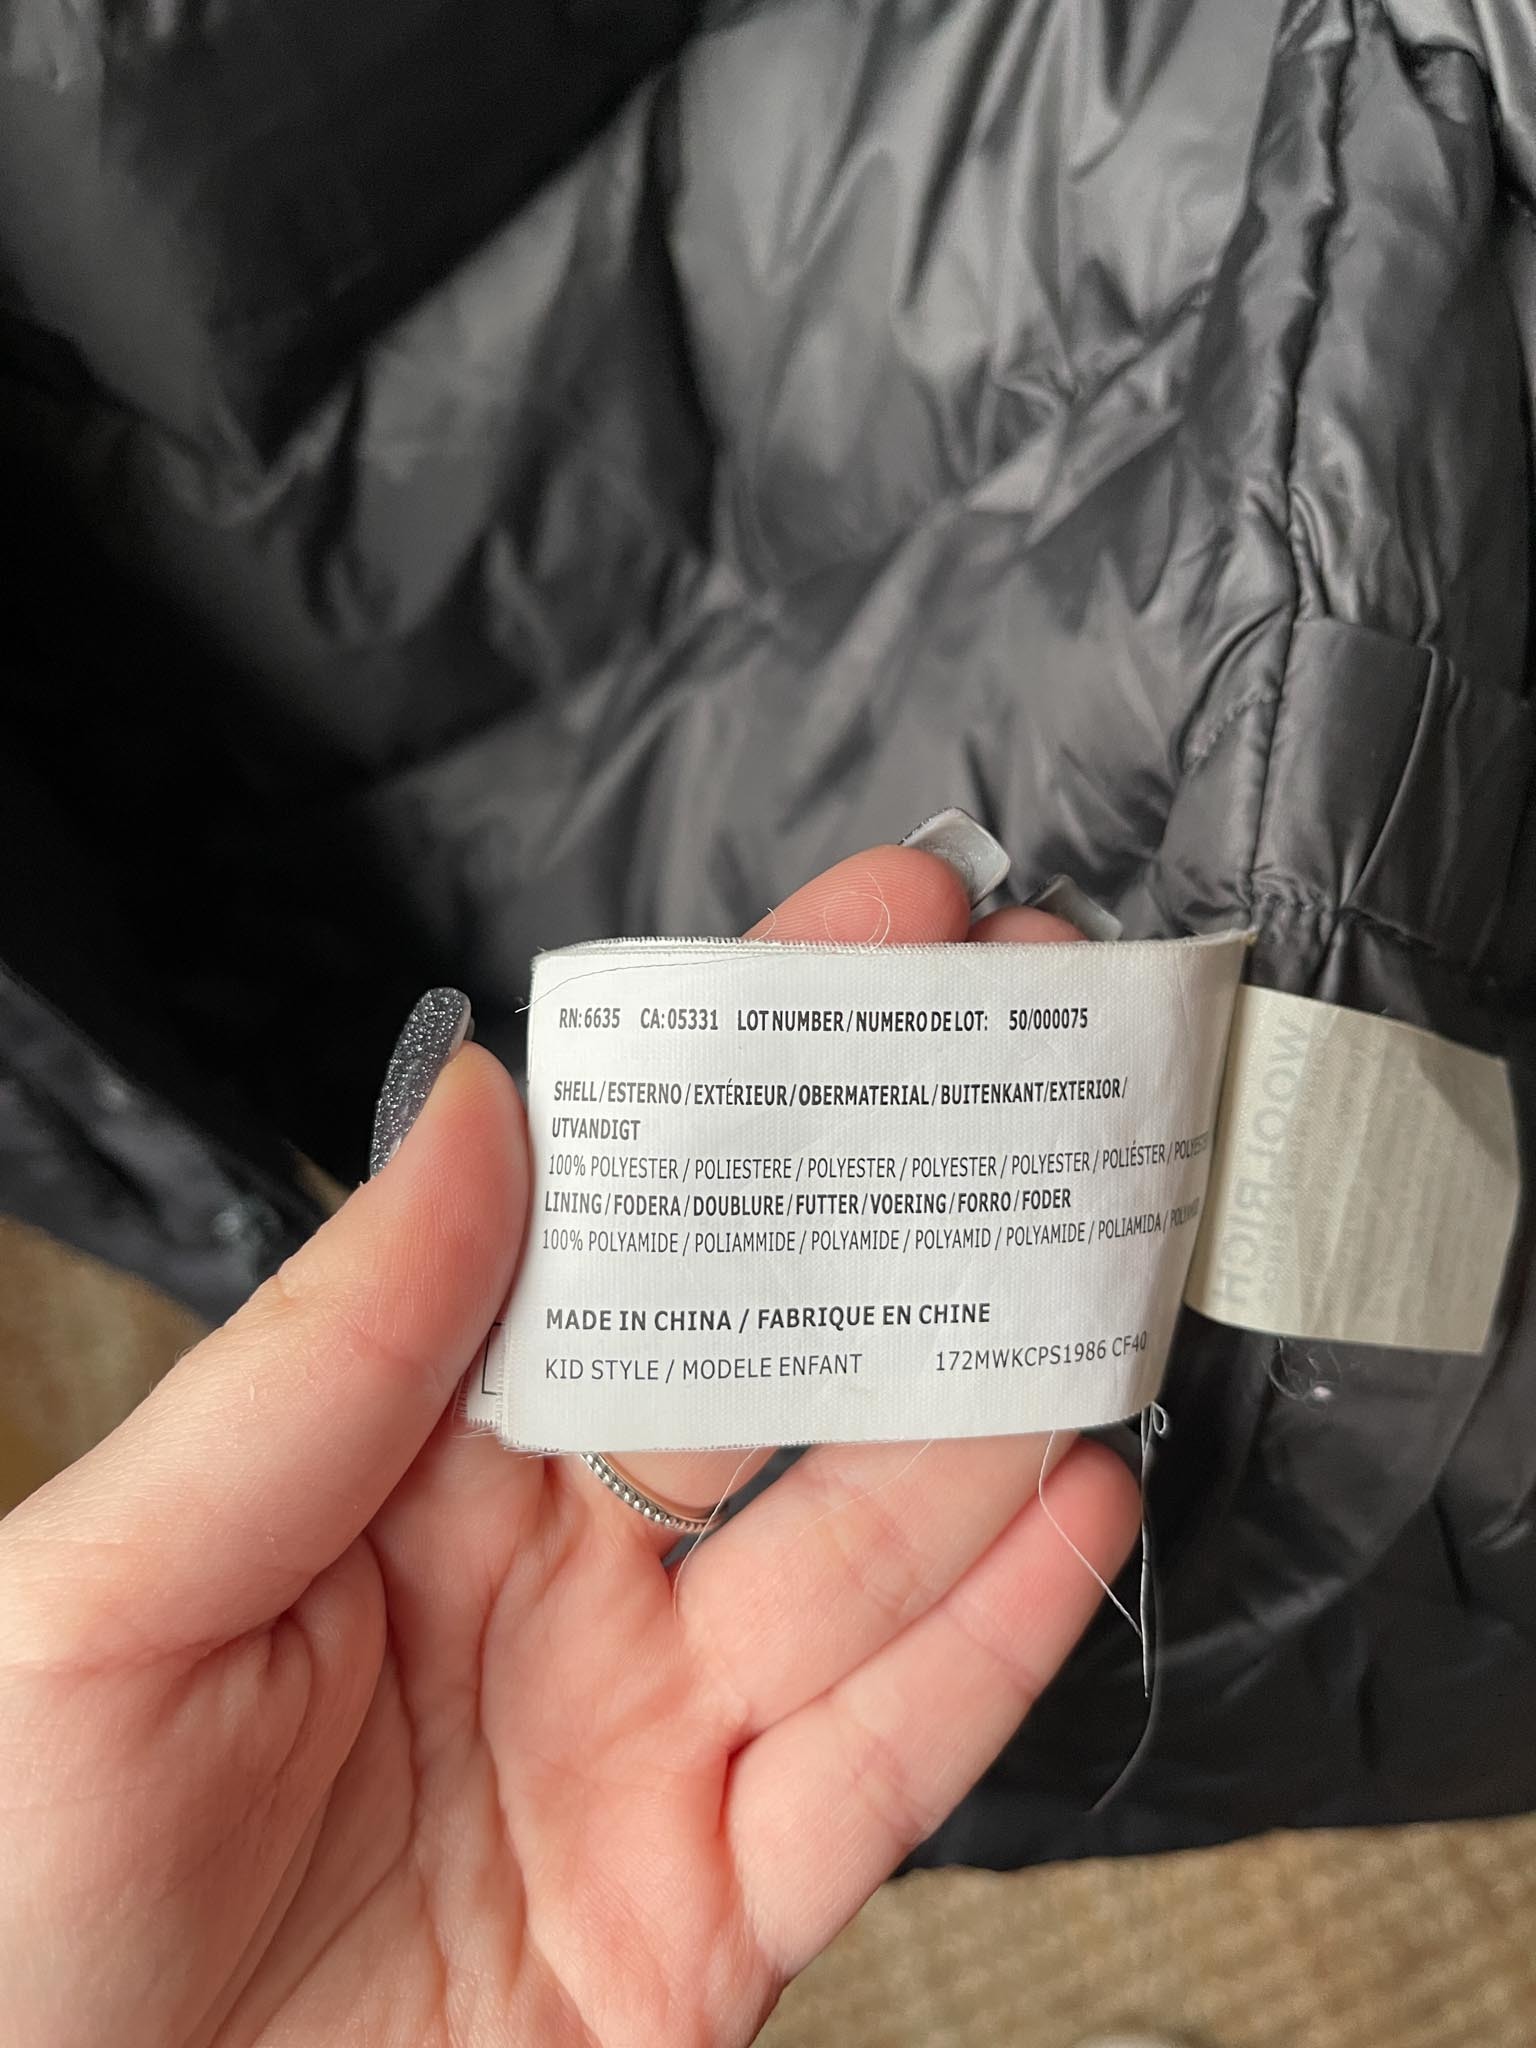 RN:6635 CA:05331 LOT NUMBER/NUMERO DE LOT: 50/000075
SHELL/ESTERNO/EXTÉRIEUR/OBERMATERIAL/BUITENKANT/EXTERIOR/
UTVANDIGT
100% POLYESTER / POLIESTERE / POLYESTER / POLYESTER / POLYESTER / POLIÉSTER /
LINING/FODERA/DOUBLURE/FUTTER/VOERING/FORRO/FODER
100% POLYAMIDE / POLIAMMIDE / POLYAMIDE / POLYAMID / POLYAMIDE / POLIAMIDA /
MADE IN CHINA / FABRIQUE EN CHINE
KID STYLE / MODELE ENFANT 172MWKCPS1986 CF40
WOOLRICH